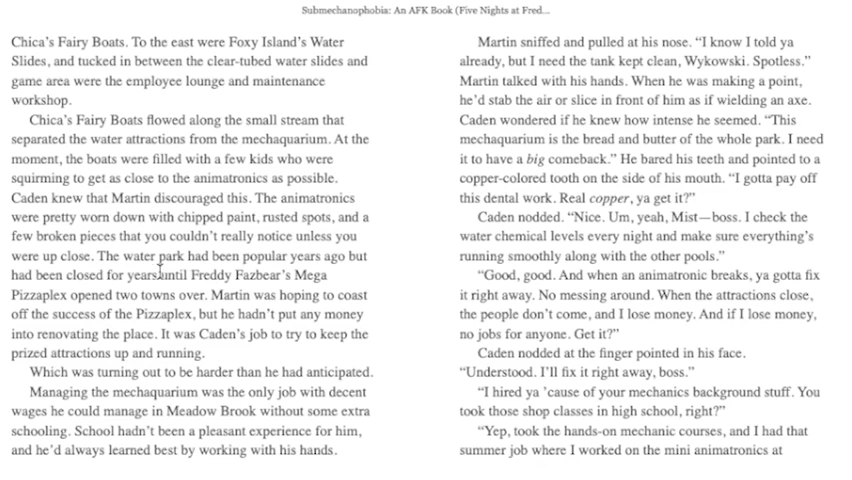 Submechanophobia: An AFK Book (Five Nights at Fred...
Chica's Fairy Boats. To the east were Foxy Island's Water
Slides, and tucked in between the clear-tubed water slides and
game area were the employee lounge and maintenance
workshop.
Chica's Fairy Boats flowed along the small stream that
separated the water attractions from the mechaquarium. At the
moment, the boats were filled with a few kids who were
squirming to get as close to the animatronics as possible.
Caden knew that Martin discouraged this. The animatronics
were pretty worn down with chipped paint, rusted spots, and a
few broken pieces that you couldn't really notice unless you
were up close. The water park had been popular years ago but
had been closed for years until Freddy Fazbear's Mega
Pizzaplex opened two towns over. Martin was hoping to coast
off the success of the Pizzaplex, but he hadn't put any money
into renovating the place. It was Caden's job to try to keep the
prized attractions up and running.
Which was turning out to be harder than he had anticipated.
Managing the mechaquarium was the only job with decent
wages he could manage in Meadow Brook without some extra
schooling. School hadn't been a pleasant experience for him,
and he'd always learned best by working with his hands.
Martin sniffed and pulled at his nose. “I know I told ya
already, but I need the tank kept clean, Wykowski. Spotless.”
Martin talked with his hands. When he was making a point,
he'd stab the air or slice in front of him as if wielding an axe.
Caden wondered if he knew how intense he seemed. “This
mechaquarium is the bread and butter of the whole park. I need
it to have a big comeback.” He bared his teeth and pointed to a
copper-colored tooth on the side of his mouth. “I gotta pay off
this dental work. Real copper, ya get it?”
Caden nodded. “Nice. Um, yeah, Mist—boss. I check the
water chemical levels every night and make sure everything's
running smoothly along with the other pools.”
“Good, good. And when an animatronic breaks, ya gotta fix
it right away. No messing around. When the attractions close,
the people don't come, and I lose money. And if I lose money,
no jobs for anyone. Get it?”
Caden nodded at the finger pointed in his face.
“Understood. I'll fix it right away, boss.”
“I hired ya 'cause of your mechanics background stuff. You
took those shop classes in high school, right?”
“Yep, took the hands-on mechanic courses, and I had that
summer job where I worked on the mini animatronics at